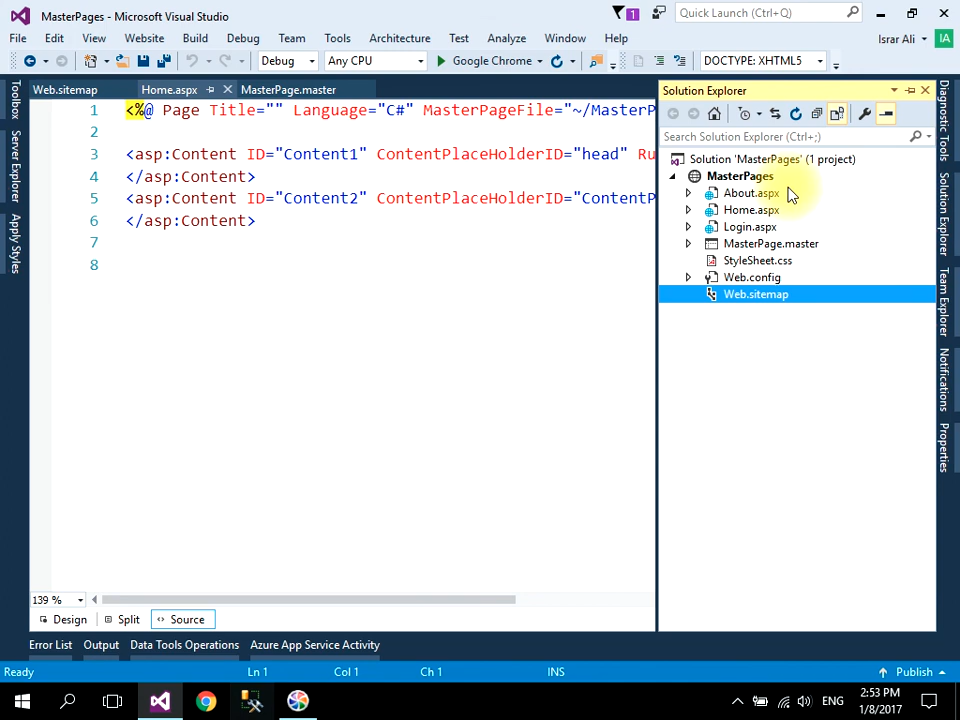 MasterPages - Microsoft Visual Studio
1
Quick Launch (Ctrl+Q)
File Edit View Website Build Debug Team Tools Architecture Test Analyze Window Help
Israr Ali IA
Debug Any CPU Google Chrome DOCTYPE: XHTML5
Toolbox
Server Explorer
Apply Styles
Web.sitemap Home.aspx MasterPage.master
1 <%@ Page Title="" Language="C#" MasterPageFile="~/MasterP
2
3 <asp:Content ID="Content1" ContentPlaceHolderID="head" Ru
4 </asp:Content>
5 <asp:Content ID="Content2" ContentPlaceHolderID="ContentP
6 </asp:Content>
7
8
139 %
Design Split Source
Solution Explorer
Search Solution Explorer (Ctrl+;)
Solution 'MasterPages' (1 project)
MasterPages
About.aspx
Home.aspx
Login.aspx
MasterPage.master
StyleSheet.css
Web.config
Web.sitemap
Diagnostic Tools
Solution Explorer
Team Explorer
Notifications
Properties
Error List Output Data Tools Operations Azure App Service Activity
Ready Ln 1 Col 1 Ch 1 INS Publish
ENG
2:53 PM
1/8/2017